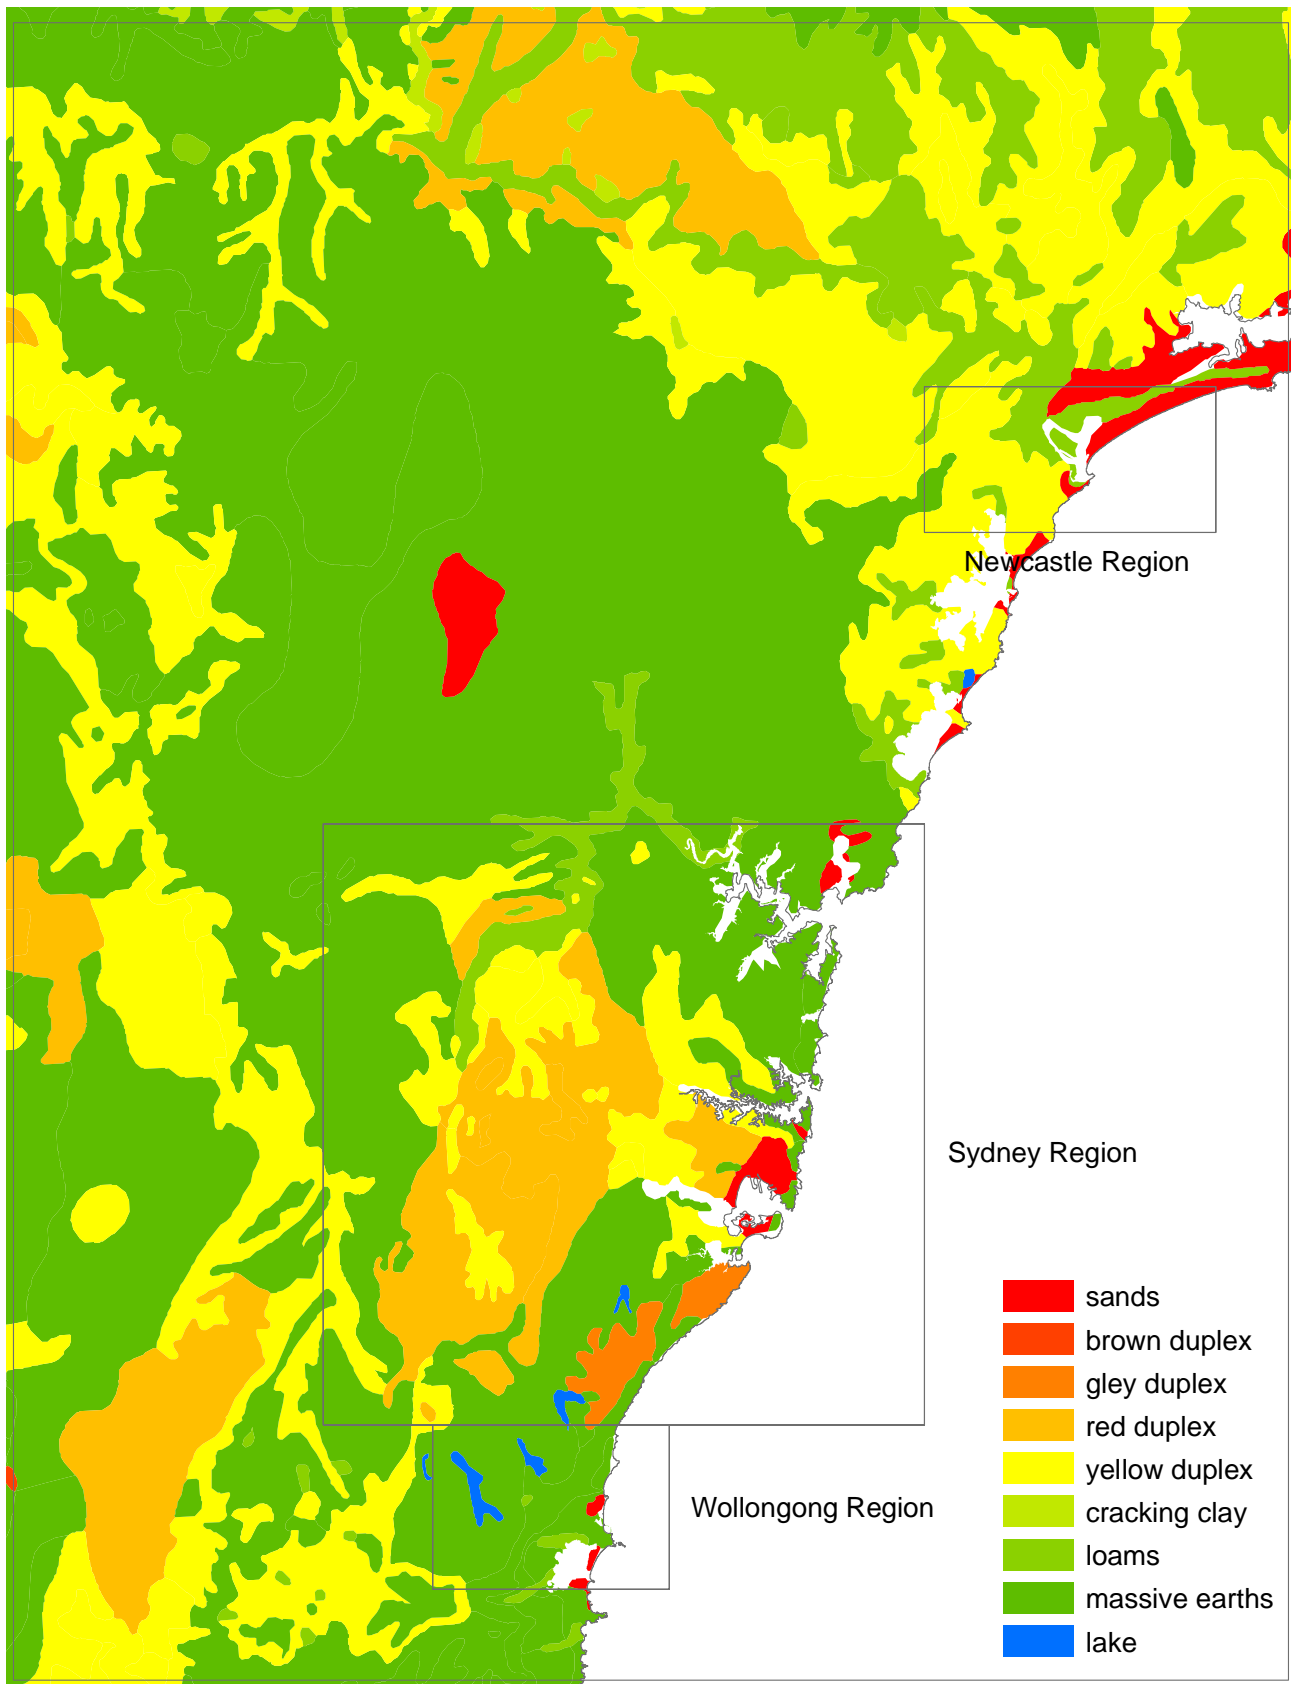 Newcastle Region
Sydney Region
sands
brown duplex
gley duplex
red duplex
yellow duplex
cracking clay
Wollongong Region
loams
massive earths
lake